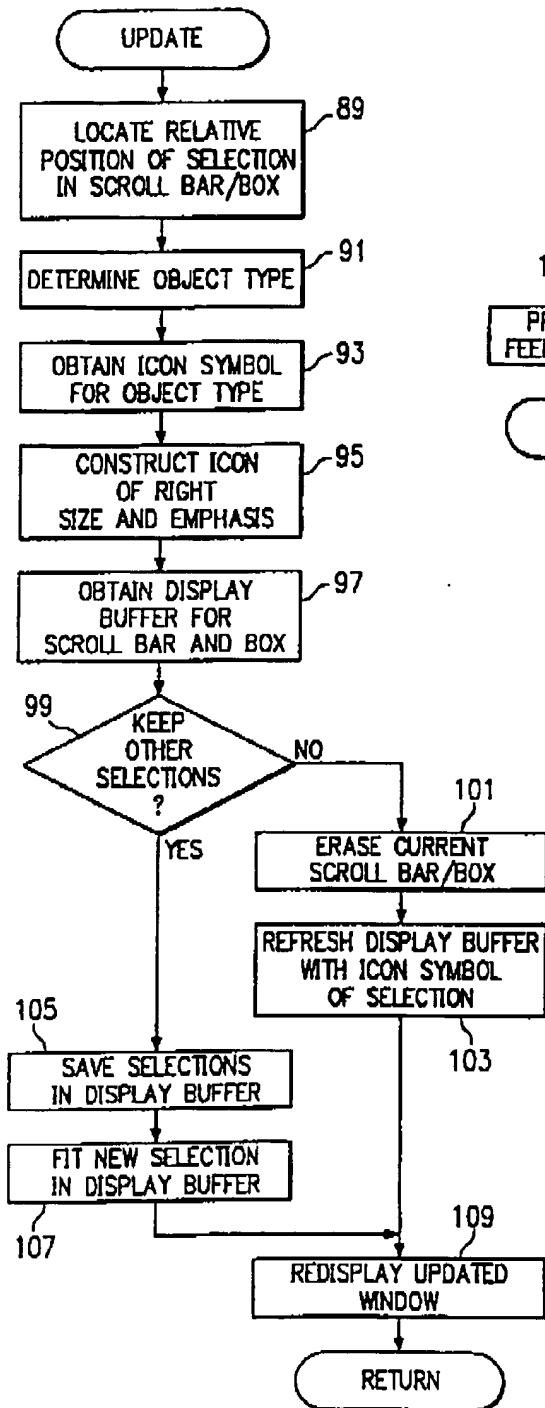 UPDATE
89
LOCATE RELATIVE
POSITION OF SELECTION
IN SCROLL BAR/BOX
91
DETERMINE OBJECT TYPE
93
OBTAIN ICON SYMBOL
FOR OBJECT TYPE
95
CONSTRUCT ICON
OF RIGHT
SIZE AND EMPHASIS
97
OBTAIN DISPLAY
BUFFER FOR
SCROLL BAR AND BOX
99
KEEP
OTHER
SELECTIONS
?
NO
YES
101
ERASE CURRENT
SCROLL BAR/BOX
REFRESH DISPLAY BUFFER
WITH ICON SYMBOL
OF SELECTION
103
105
SAVE SELECTIONS
IN DISPLAY BUFFER
FIT NEW SELECTION
IN DISPLAY BUFFER
107
109
REDISPLAY UPDATED
WINDOW
RETURN